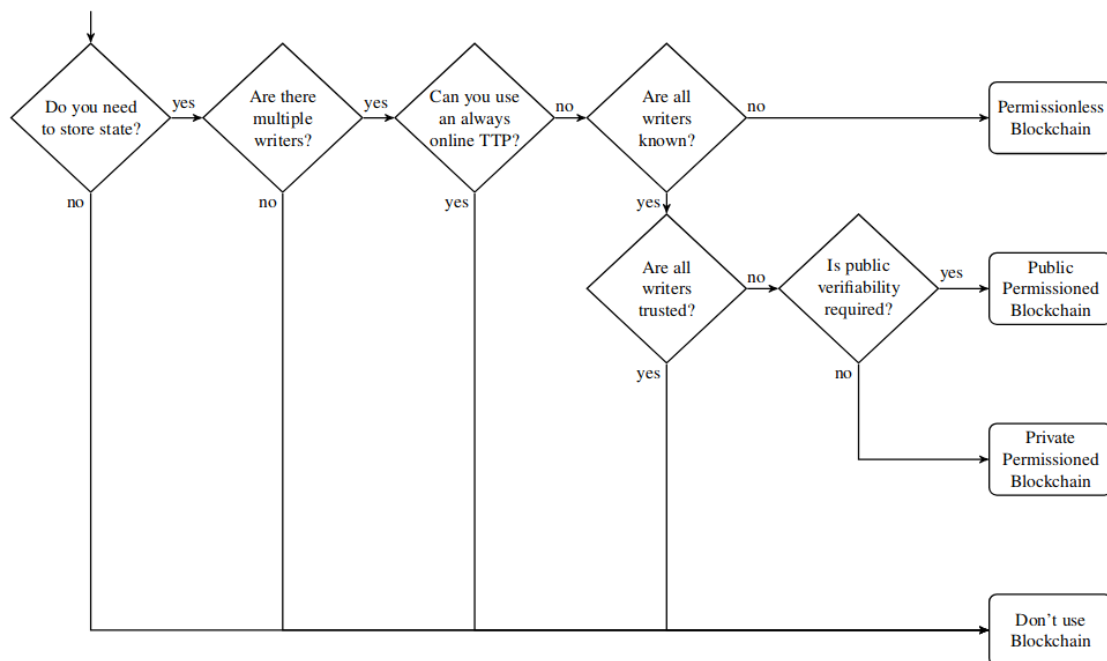 Do you need
to store state?
yes
no
Are there
multiple
writers?
yes
no
Can you use
an always
online TTP?
no
yes
Are all
writers
known?
no
yes
Permissionless
Blockchain
Are all
writers
trusted?
no
yes
Is public
verifiability
required?
yes
no
Public
Permissioned
Blockchain
Private
Permissioned
Blockchain
Don't use
Blockchain